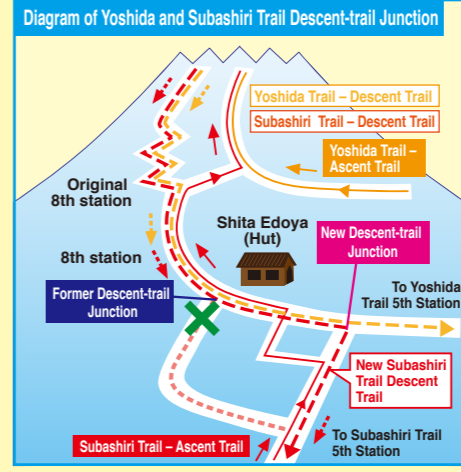 Diagram of Yoshida and Subashiri Trail Descent-trail Junction
Yoshida Trail – Descent Trail
Subashiri Trail – Descent Trail
Yoshida Trail –
Ascent Trail
Original
8th station
Shita Edoya
(Hut)
New Descent-trail
Junction
8th station
To Yoshida
Trail 5th Station
Former Descent-trail
Junction
New Subashiri
Trail Descent
Trail
To Subashiri Trail
5th Station
Subashiri Trail – Ascent Trail